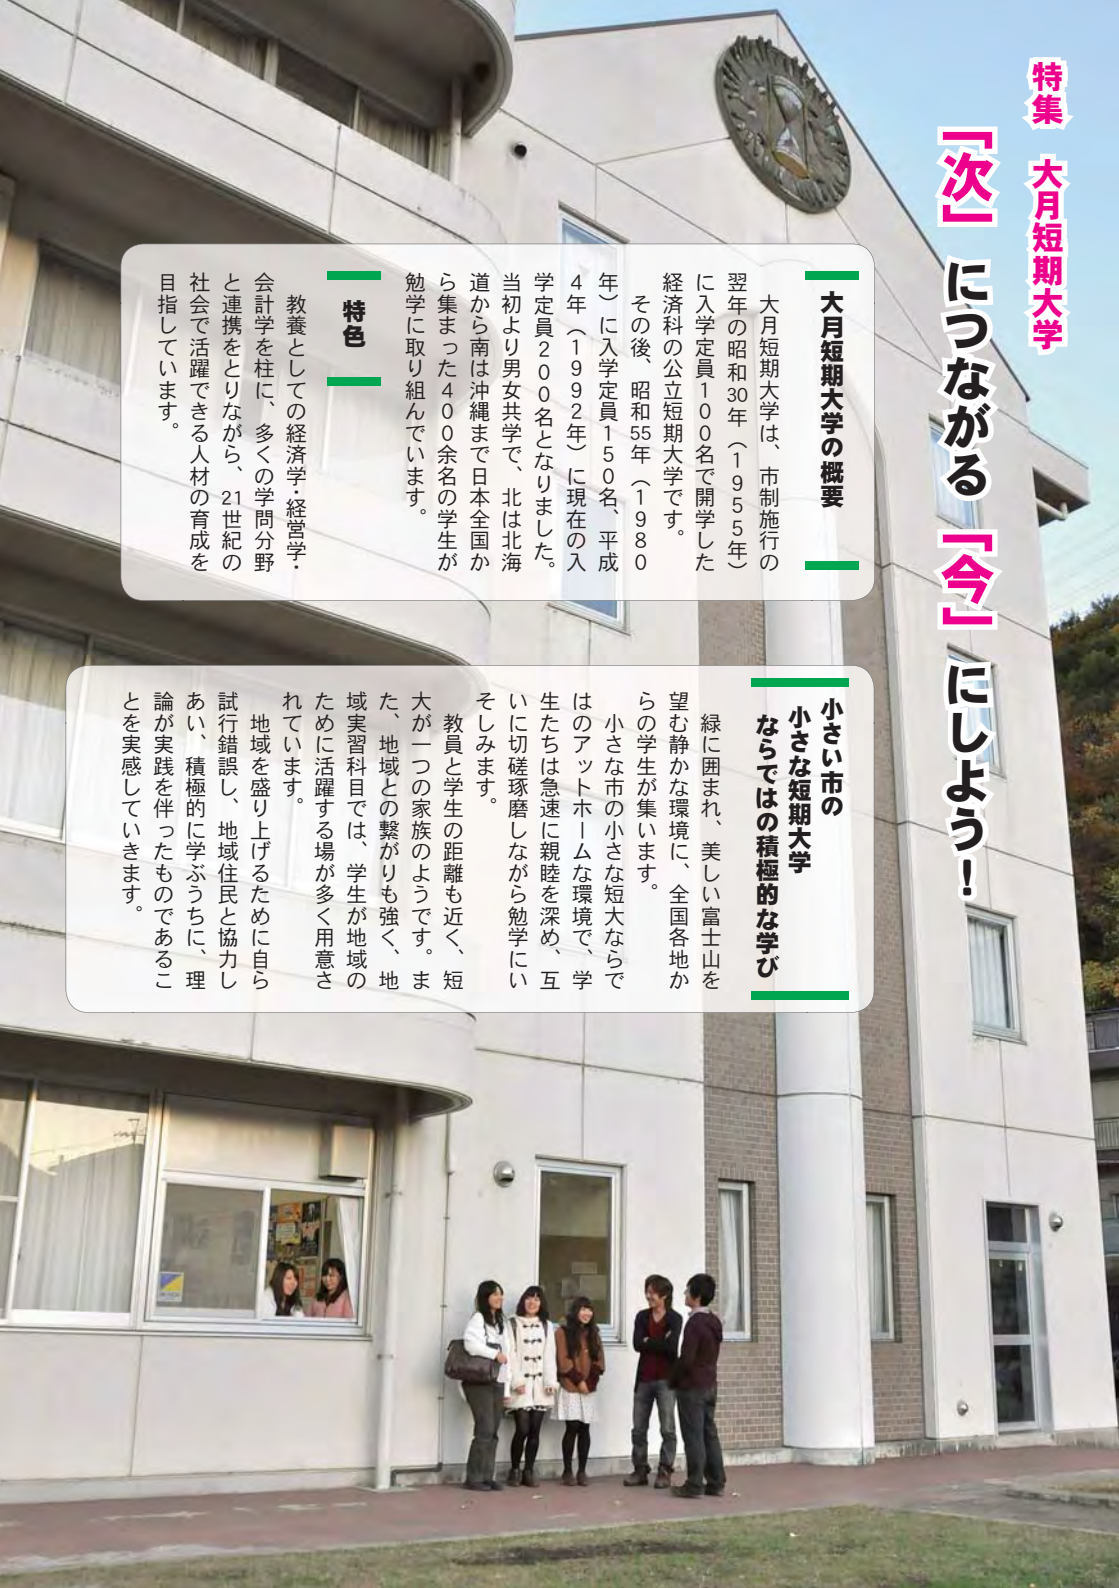 特集　大月短期大学
「次」につながる「今」にしよう！
大月短期大学の概要
　大月短期大学は、市制施行の
翌年の昭和30年（1955年）
に入学定員100名で開学した
経済科の公立短期大学です。
　その後、昭和55年（1980
年）に入学定員150名、平成
4年（1992年）に現在の入
学定員200名となりました。
当初より男女共学で、北は北海
道から南は沖縄まで日本全国か
ら集まった400余名の学生が
勉学に取り組んでいます。
特色
　教養としての経済学・経営学・
会計学を柱に、多くの学問分野
と連携をとりながら、21世紀の
社会で活躍できる人材の育成を
目指しています。
小さい市の
小さな短期大学
ならではの積極的な学び
　緑に囲まれ、美しい富士山を
望む静かな環境に、全国各地か
らの学生が集います。
　小さな市の小さな短大ならで
はのアットホームな環境で、学
生たちは急速に親睦を深め、互
いに切磋琢磨しながら勉学にい
そしみます。
　教員と学生の距離も近く、短
大が一つの家族のようです。ま
た、地域との繋がりも強く、地
域実習科目では、学生が地域の
ために活躍する場が多く用意さ
れています。
　地域を盛り上げるために自ら
試行錯誤し、地域住民と協力し
あい、積極的に学ぶうちに、理
論が実践を伴ったものであるこ
とを実感していきます。